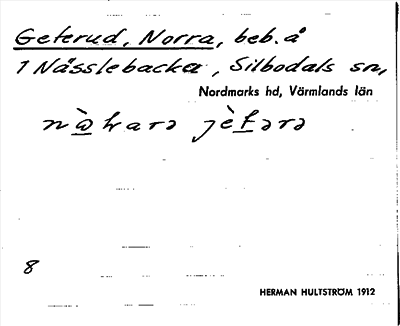 Geterud, Norra, beb. å
1 Nässlebacka, Silbodals sn,
Nordmarks hd, Värmlands län
8
HERMAN HULTSTRÖM 1912